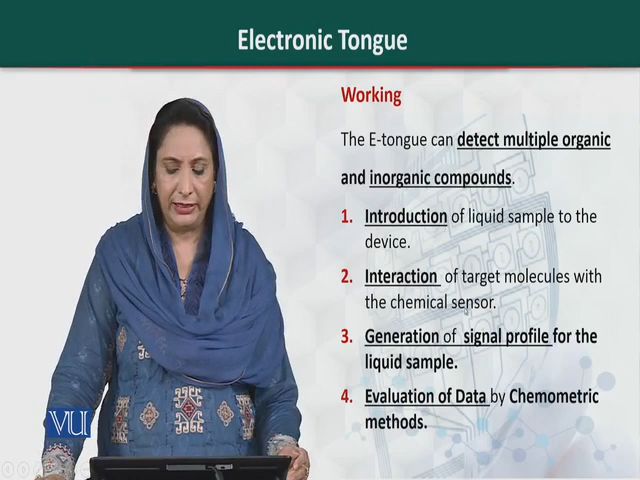 Electronic Tongue
Working
The E-tongue can detect multiple organic
and inorganic compounds.
1. Introduction of liquid sample to the
device.
2. Interaction of target molecules with
the chemical sensor.
3. Generation of signal profile for the
liquid sample.
4. Evaluation of Data by Chemometric
methods.
VU